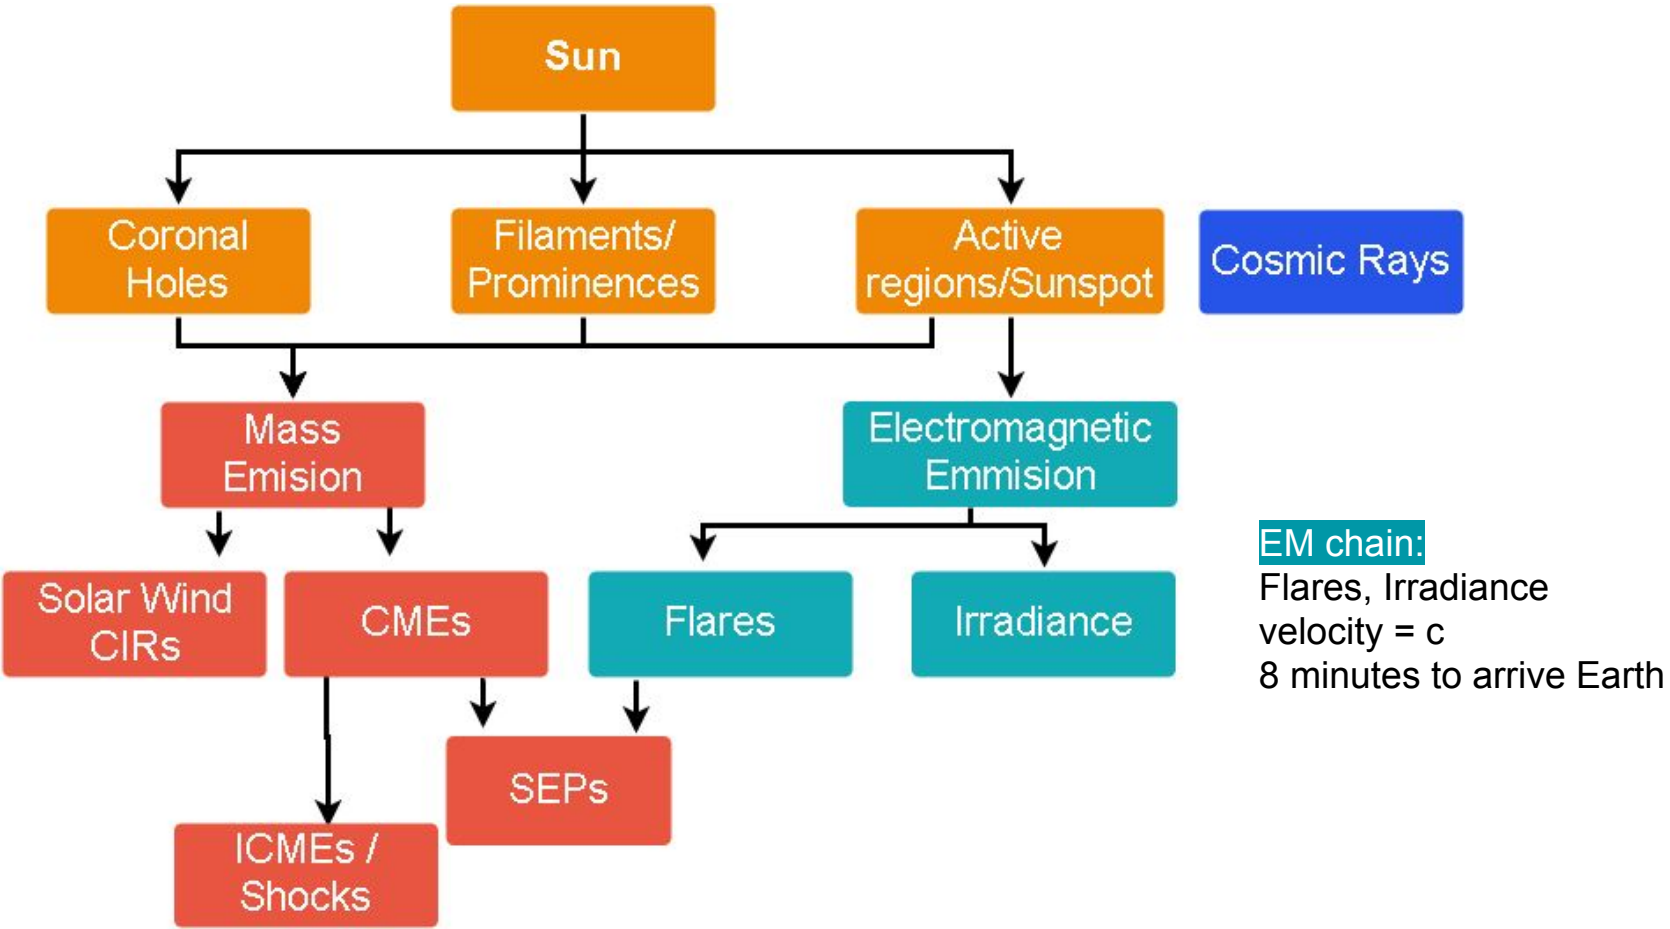 Sun
Coronal
Holes
Filaments/
Prominences
Active
regions/Sunspot
Cosmic Rays
Mass
Emision
Electromagnetic
Emmision
Solar Wind
CIRs
CMEs
Flares
Irradiance
SEPs
ICMEs /
Shocks
EM chain:
Flares, Irradiance
velocity = c
8 minutes to arrive Earth